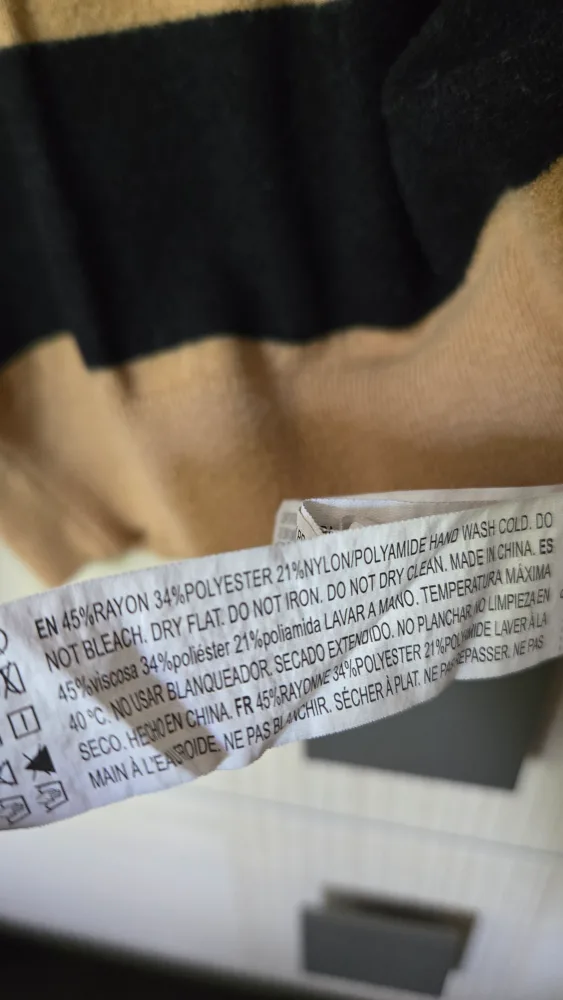 EN 45%RAYON 34%POLYESTER 21%NYLON/POLYAMIDE HAND WASH COLD. DO
NOT BLEACH. DRY FLAT. DO NOT IRON. DO NOT DRY CLEAN. MADE IN CHINA. ES
45%viscosa 34%poliéster 21%poliamida LAVAR A MANO. TEMPERATURA MÁXIMA
40°C. NO USAR BLANQUEADOR. SECADO EXTENDIDO. NO PLANCHAR NO LIMPIEZA EN
SECO. HECHO EN CHINA. FR 45%RAYONNE 34%POLYESTER 21%POLYAMIDE LAVER À LA
MAIN À L'EAU FROIDE. NE PAS BLANCHIR. SÉCHER À PLAT. NE PAS REPASSER. NE PAS